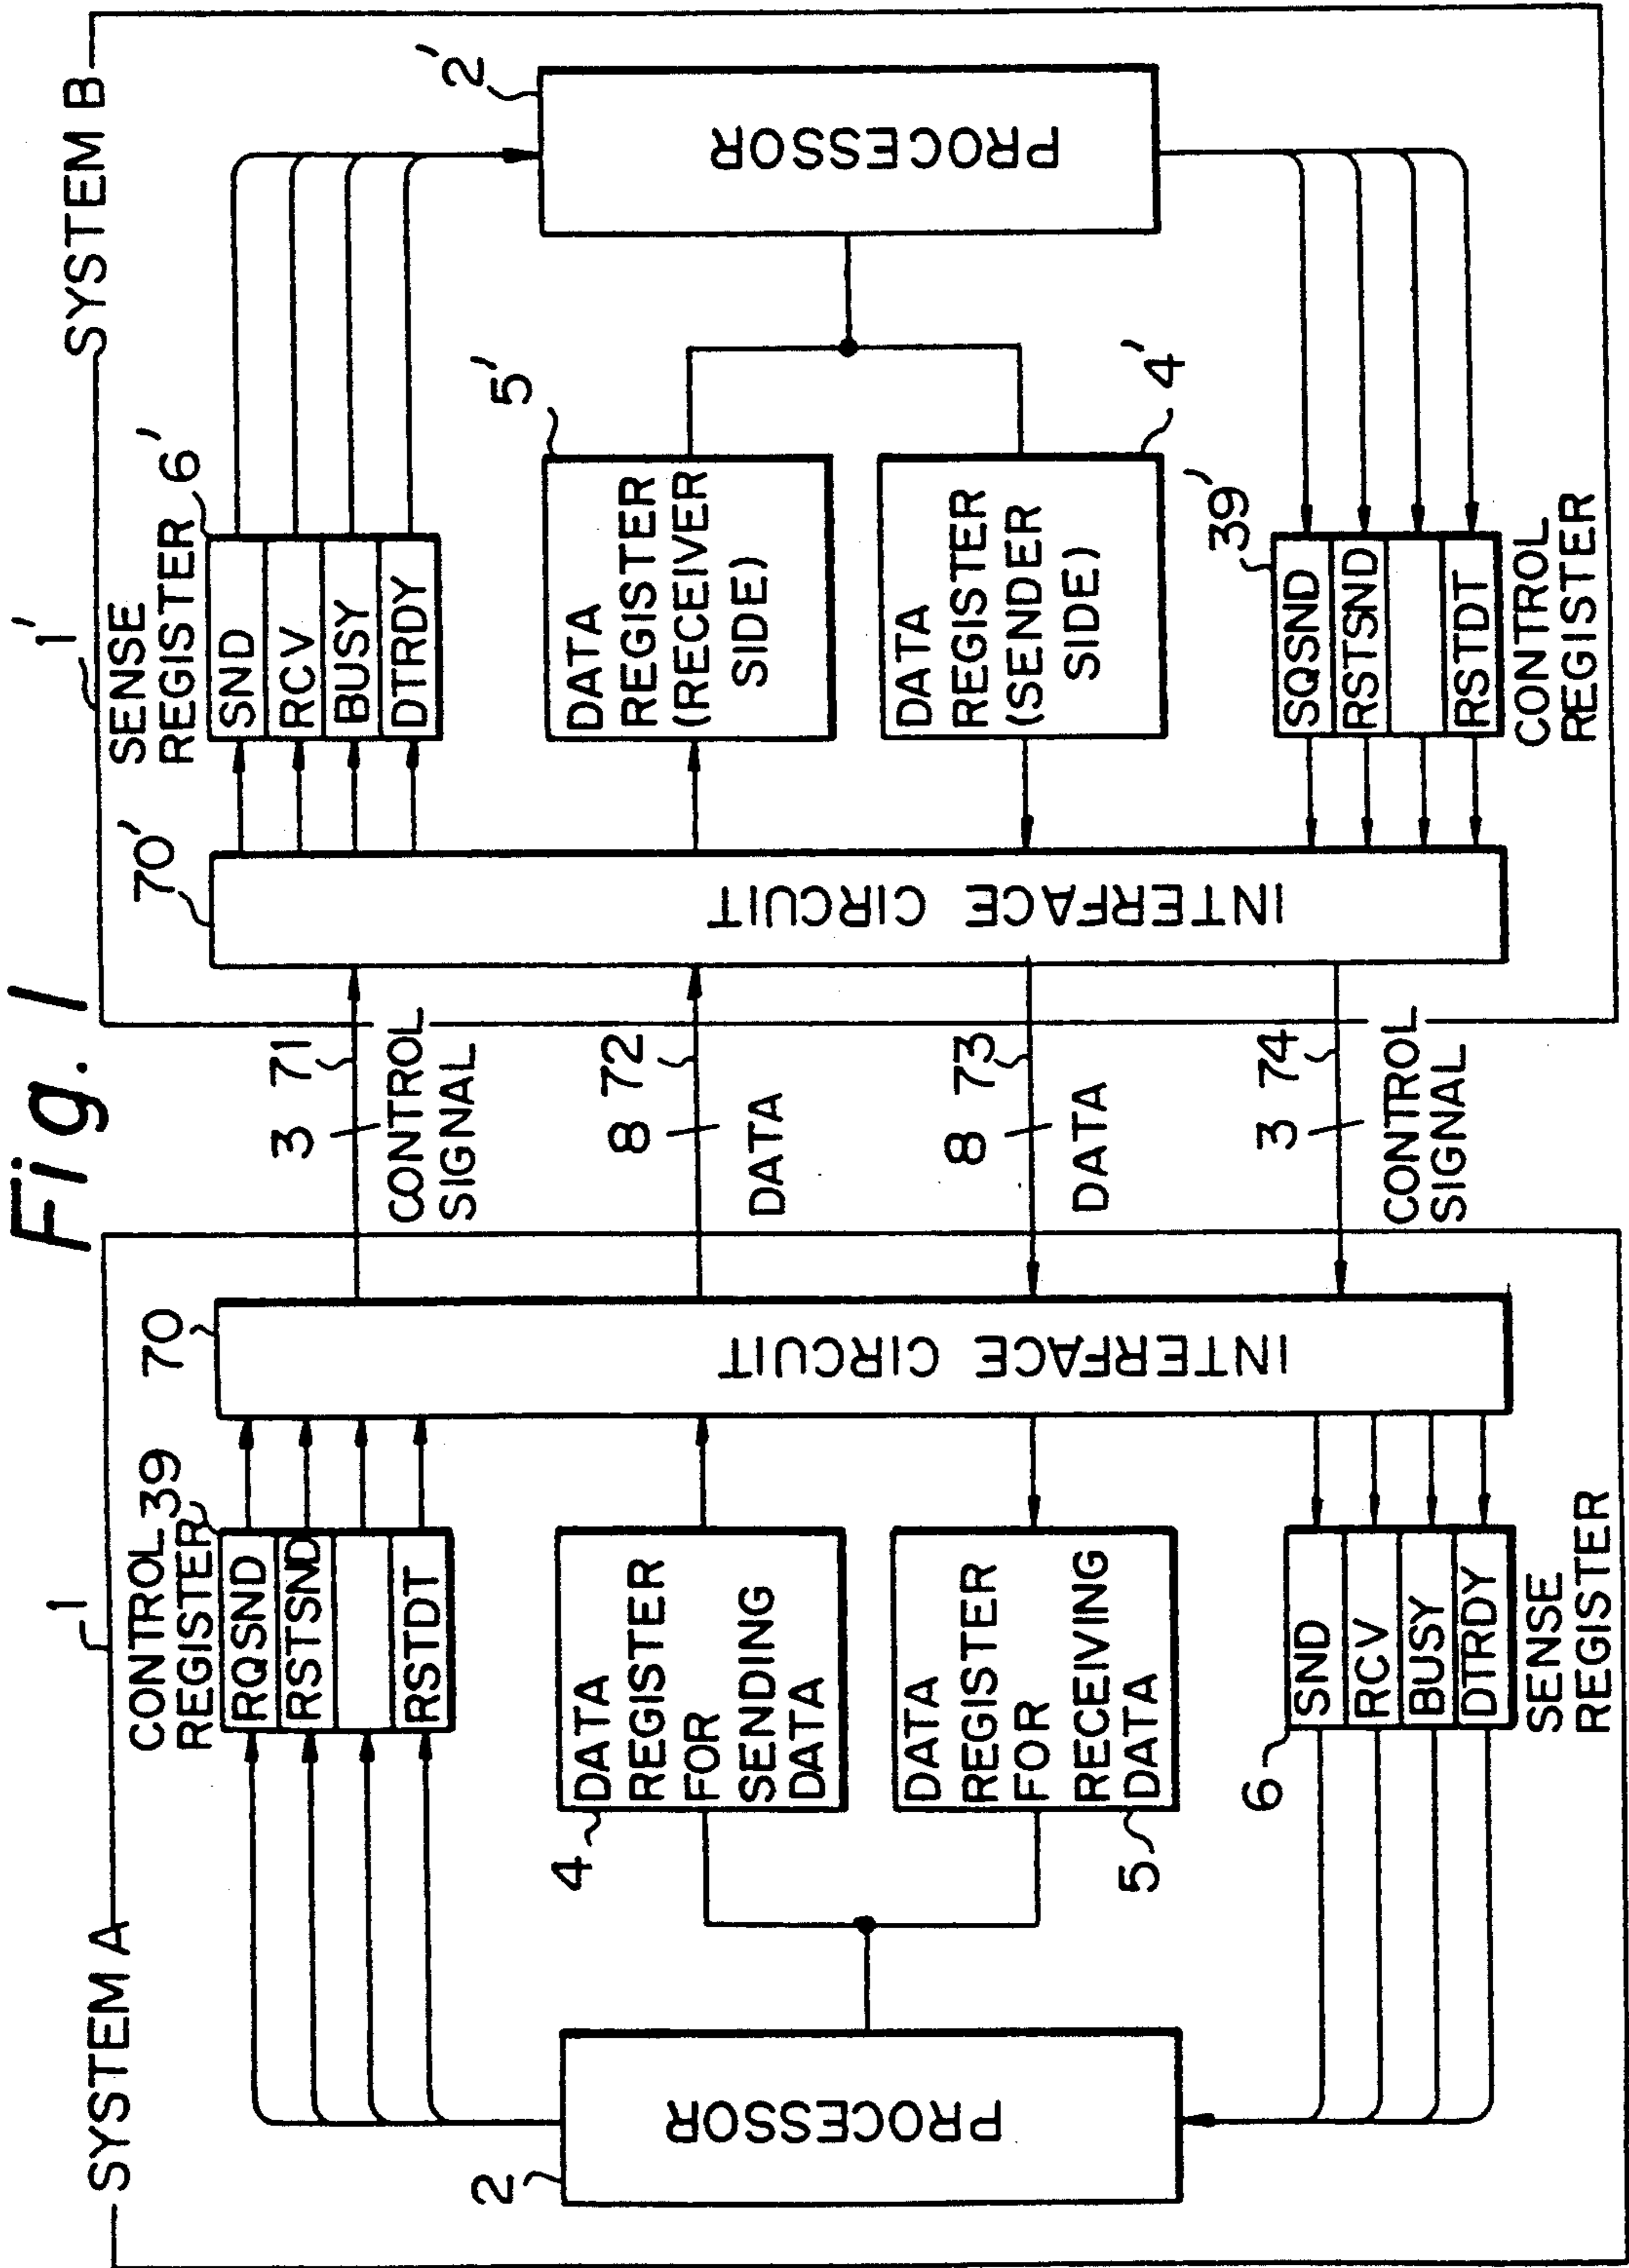 Fig. 1
SYSTEM A
1
CONTROL
REGISTER
39
RQSND
RSTSND
RSTDT
70
INTERFACE CIRCUIT
4
DATA
REGISTER
FOR
SENDING
DATA
DATA
REGISTER
FOR
RECEIVING
DATA
5
2
PROCESSOR
6
SND
RCV
BUSY
DTRDY
SENSE
REGISTER
3
71
CONTROL
SIGNAL
8
72
DATA
8
73
DATA
3
74
CONTROL
SIGNAL
SYSTEM B
1'
SENSE
REGISTER
6'
SND
RCV
BUSY
DTRDY
70'
INTERFACE CIRCUIT
5'
DATA
REGISTER
(RECEIVER
SIDE)
DATA
REGISTER
(SENDER
SIDE)
4'
2'
PROCESSOR
39'
SQSND
RSTSND
RSTDT
CONTROL
REGISTER